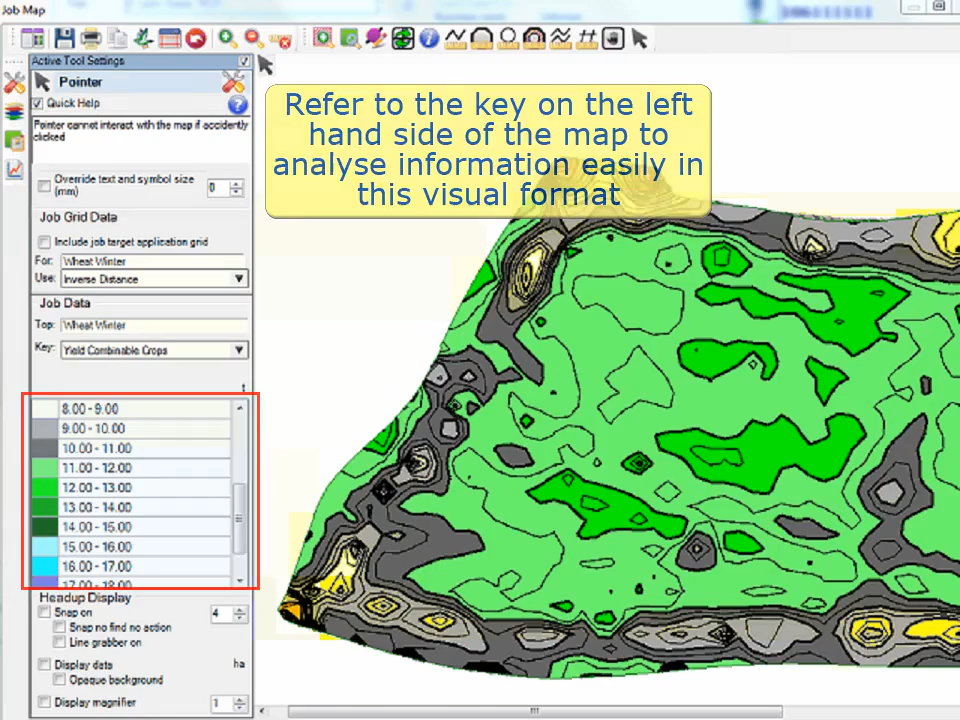 Job Map
Active Tool Settings
Pointer
Quick Help
Pointer cannot interact with the map if accidently
clicked
Override text and symbol size
(mm)
0
Job Grid Data
Include job target application grid
For: Wheat Winter
Use: Inverse Distance
Job Data
Top: Wheat Winter
Key: Yield Combinable Crops
t
8.00 - 9.00
9.00 - 10.00
10.00 - 11.00
11.00 - 12.00
12.00 - 13.00
13.00 - 14.00
14.00 - 15.00
15.00 - 16.00
16.00 - 17.00
17.00 - 18.00
Headup Display
Snap on
4
Snap no find no action
Line grabber on
Display data
ha
Opaque background
Display magnifier
1
Refer to the key on the left
hand side of the map to
analyse information easily in
this visual format